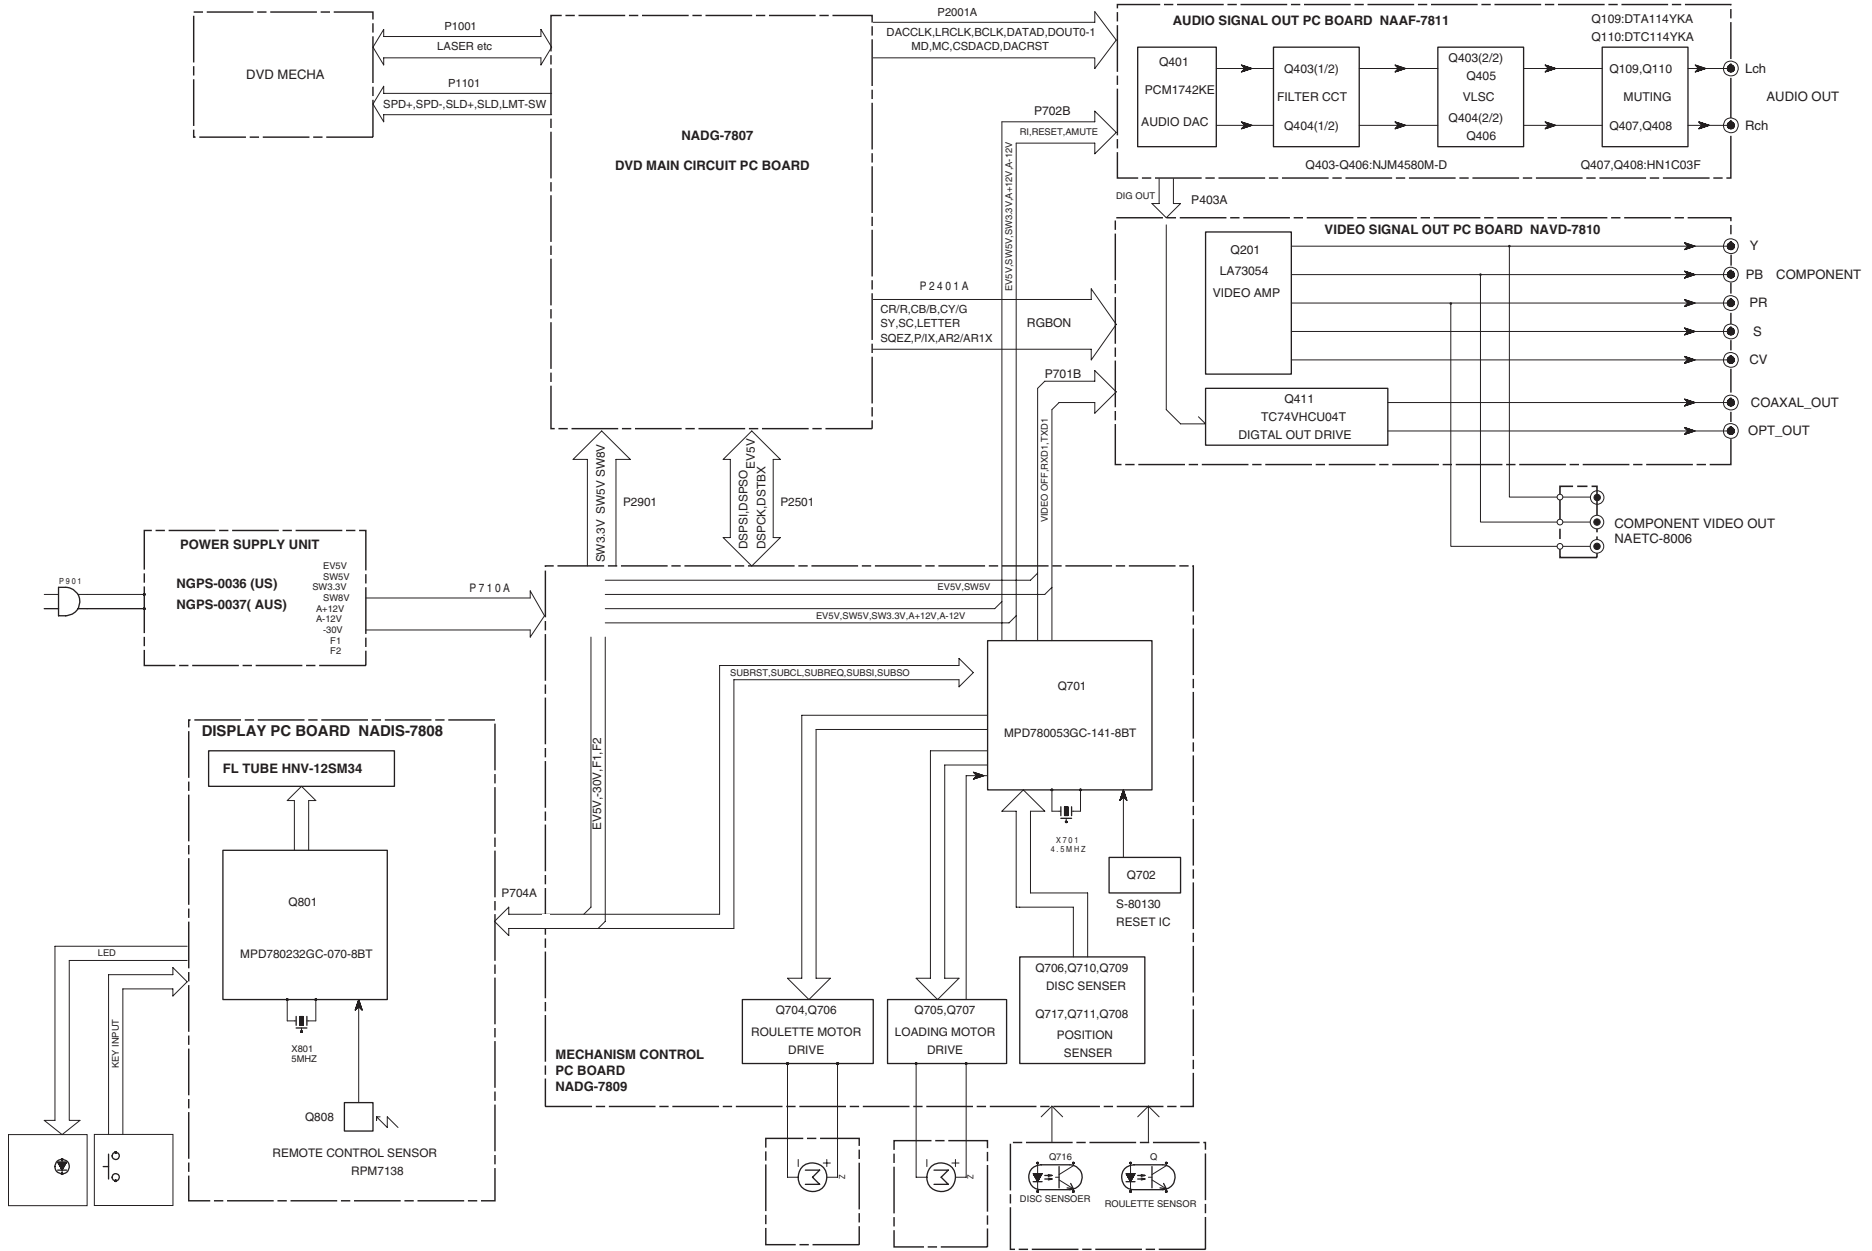 DVD MECHA
P1001
LASER etc
P1101
SPD+,SPD-,SLD+,SLD,LMT-SW
NADG-7807
DVD MAIN CIRCUIT PC BOARD
P2001A
DACCLK,LRCLK,BCLK,DATAD,DOUT0-1
MD,MC,CSDACD,DACRST
P702B
RI,RESET,AMUTE
EV5V,SW5V,SW3.3V,A+12V,A-12V
AUDIO SIGNAL OUT PC BOARD NAAF-7811
Q109:DTA114YKA
Q110:DTC114YKA
Q401
PCM1742KE
AUDIO DAC
Q403(1/2)
FILTER CCT
Q404(1/2)
Q403(2/2)
Q405
VLSC
Q404(2/2)
Q406
Q109,Q110
MUTING
Q407,Q408
Lch
AUDIO OUT
Rch
Q403-Q406:NJM4580M-D
Q407,Q408:HN1C03F
DIG OUT
P403A
VIDEO SIGNAL OUT PC BOARD NAVD-7810
Q201
LA73054
VIDEO AMP
Y
PB COMPONENT
PR
S
CV
Q411
TC74VHCU04T
DIGTAL OUT DRIVE
COAXAL_OUT
OPT_OUT
P2401A
CR/R,CB/B,CY/G
SY,SC,LETTER
SQEZ,P/IX,AR2/AR1X
RGBON
P701B
VIDEO OFF,RXD1,TXD1
COMPONENT VIDEO OUT
NAETC-8006
SW3.3V SW5V SW8V
P2901
DSPSI,DSPSO
EV5V
DSPCK,DSTBX
P2501
POWER SUPPLY UNIT
NGPS-0036 (US)
NGPS-0037( AUS)
EV5V
SW5V
SW3.3V
SW8V
A+12V
A-12V
-30V
F1
F2
P901
P710A
EV5V,SW5V
EV5V,SW5V,SW3.3V,A+12V,A-12V
SUBRST,SUBCL,SUBREQ,SUBSI,SUBSO
Q701
MPD780053GC-141-8BT
EV5V,-30V,F1,F2
X701
4.5MHZ
Q702
S-80130
RESET IC
DISPLAY PC BOARD NADIS-7808
FL TUBE HNV-12SM34
Q801
MPD780232GC-070-8BT
P704A
LED
KEY INPUT
X801
5MHZ
Q808
REMOTE CONTROL SENSOR
RPM7138
MECHANISM CONTROL
PC BOARD
NADG-7809
Q704,Q706
ROULETTE MOTOR
DRIVE
Q705,Q707
LOADING MOTOR
DRIVE
Q706,Q710,Q709
DISC SENSER
Q717,Q711,Q708
POSITION
SENSER
–
+
M
Z
–
+
M
Z
Q716
DISC SENSOER
Q
ROULETTE SENSOR